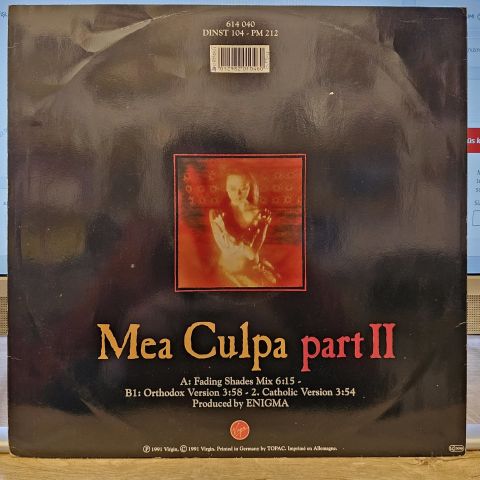 614 040
DINST 104 - PM 212
Mea Culpa part II
A: Fading Shades Mix 6:15 -
B1: Orthodox Version 3:58 - 2. Catholic Version 3:54
Produced by ENIGMA
Virgin
℗ 1991 Virgin. © 1991 Virgin. Printed in Germany by TOPAC. Imprimé en Allemagne.